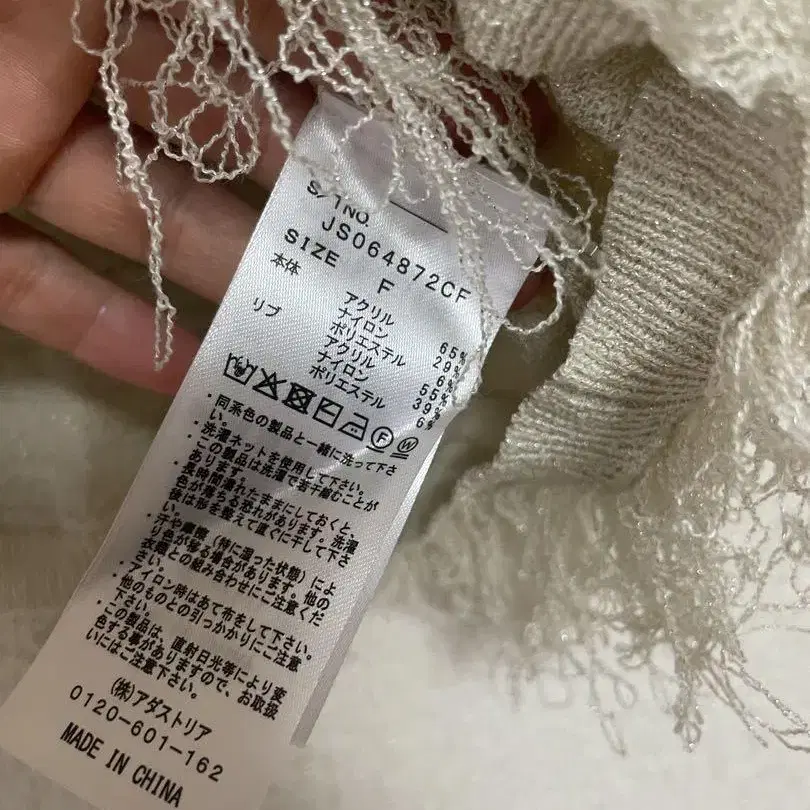 S/TNO.
JS064872CF
SIZE F
本体 アクリル 65%
ナイロン 29%
ポリエステル 6%
リブ アクリル 55%
ナイロン 39%
ポリエステル 6%
F W
・同系色の製品と一緒に洗って下さ
い。
・洗濯ネットを使用して下さい。
・この製品は洗濯で若干縮むことが
あります。
・長時間濡れたままにしておくと、
色が落ちる恐れがあります。洗濯
後は形を整えて直ぐに干して下さ
い。
・汗や摩擦（特に湿った状態）によ
り色が移る場合があります。他の
衣類との組み合わせにご注意くだ
さい。
・アイロン時はあて布をして下さい。
・他のものとの引っかかりにご注意
下さい。
・この製品は、直射日光等により変
色する事がありますので、お取扱
いにはご注意下さい。
(株)アダストリア
0120-601-162
MADE IN CHINA